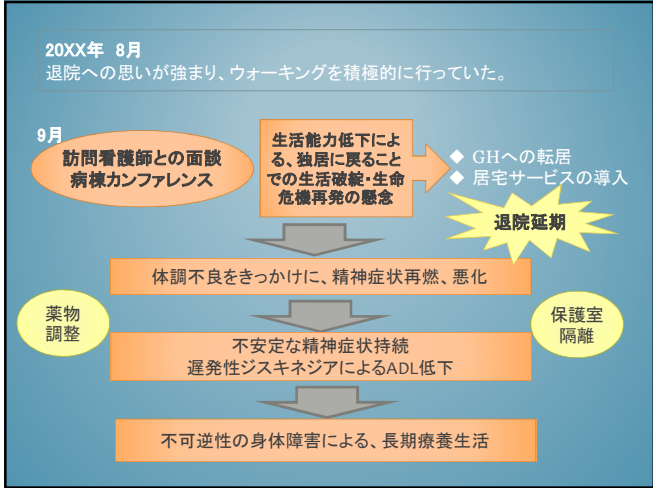 20XX年 8月
退院への思いが強まり、ウォーキングを積極的に行っていた。
9月
訪問看護師との面談
病棟カンファレンス
生活能力低下によ
る、独居に戻ること
での生活破綻・生命
危機再発の懸念
◆ GHへの転居
◆ 居宅サービスの導入
退院延期
体調不良をきっかけに、精神症状再燃、悪化
薬物
調整
保護室
隔離
不安定な精神症状持続
遅発性ジスキネジアによるADL低下
不可逆性の身体障害による、長期療養生活